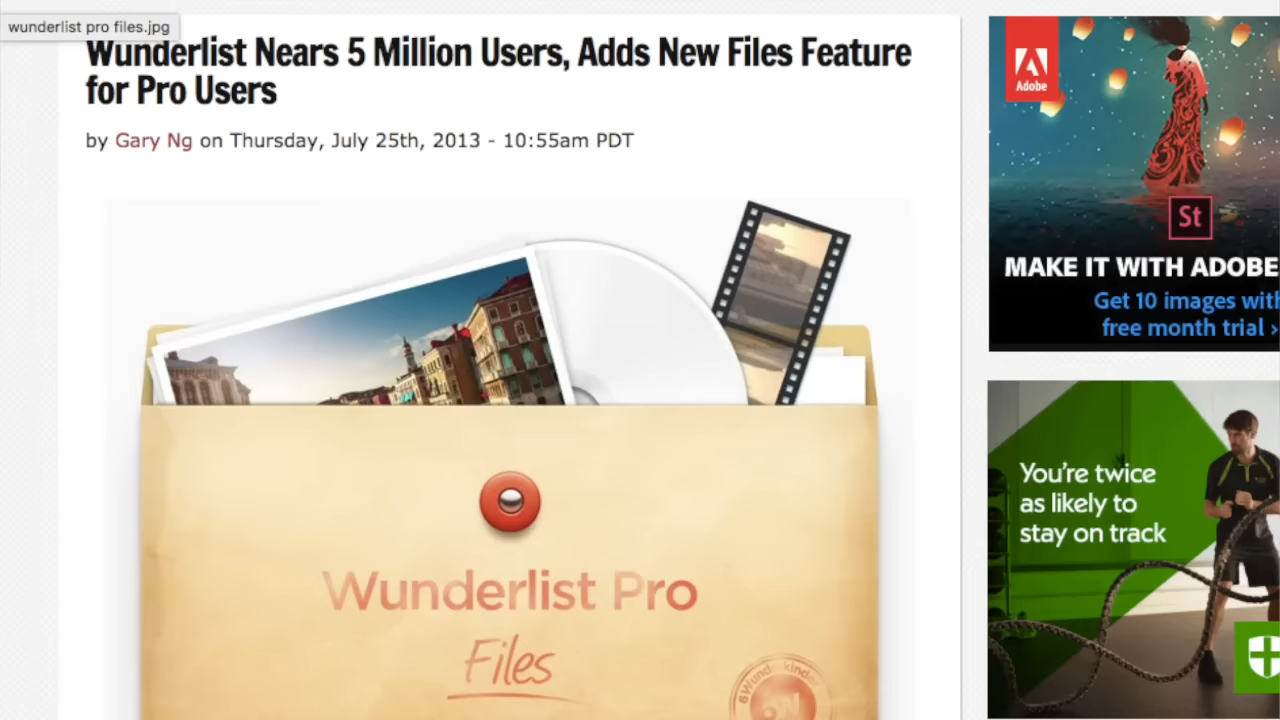 wunderlist pro files.jpg
Wunderlist Nears 5 Million Users, Adds New Files Feature
for Pro Users
by Gary Ng on Thursday, July 25th, 2013 - 10:55am PDT
Wunderlist Pro
Files
6Wunderkinder
Adobe
St
MAKE IT WITH ADOBE
Get 10 images with
free month trial ›
You're twice
as likely to
stay on track